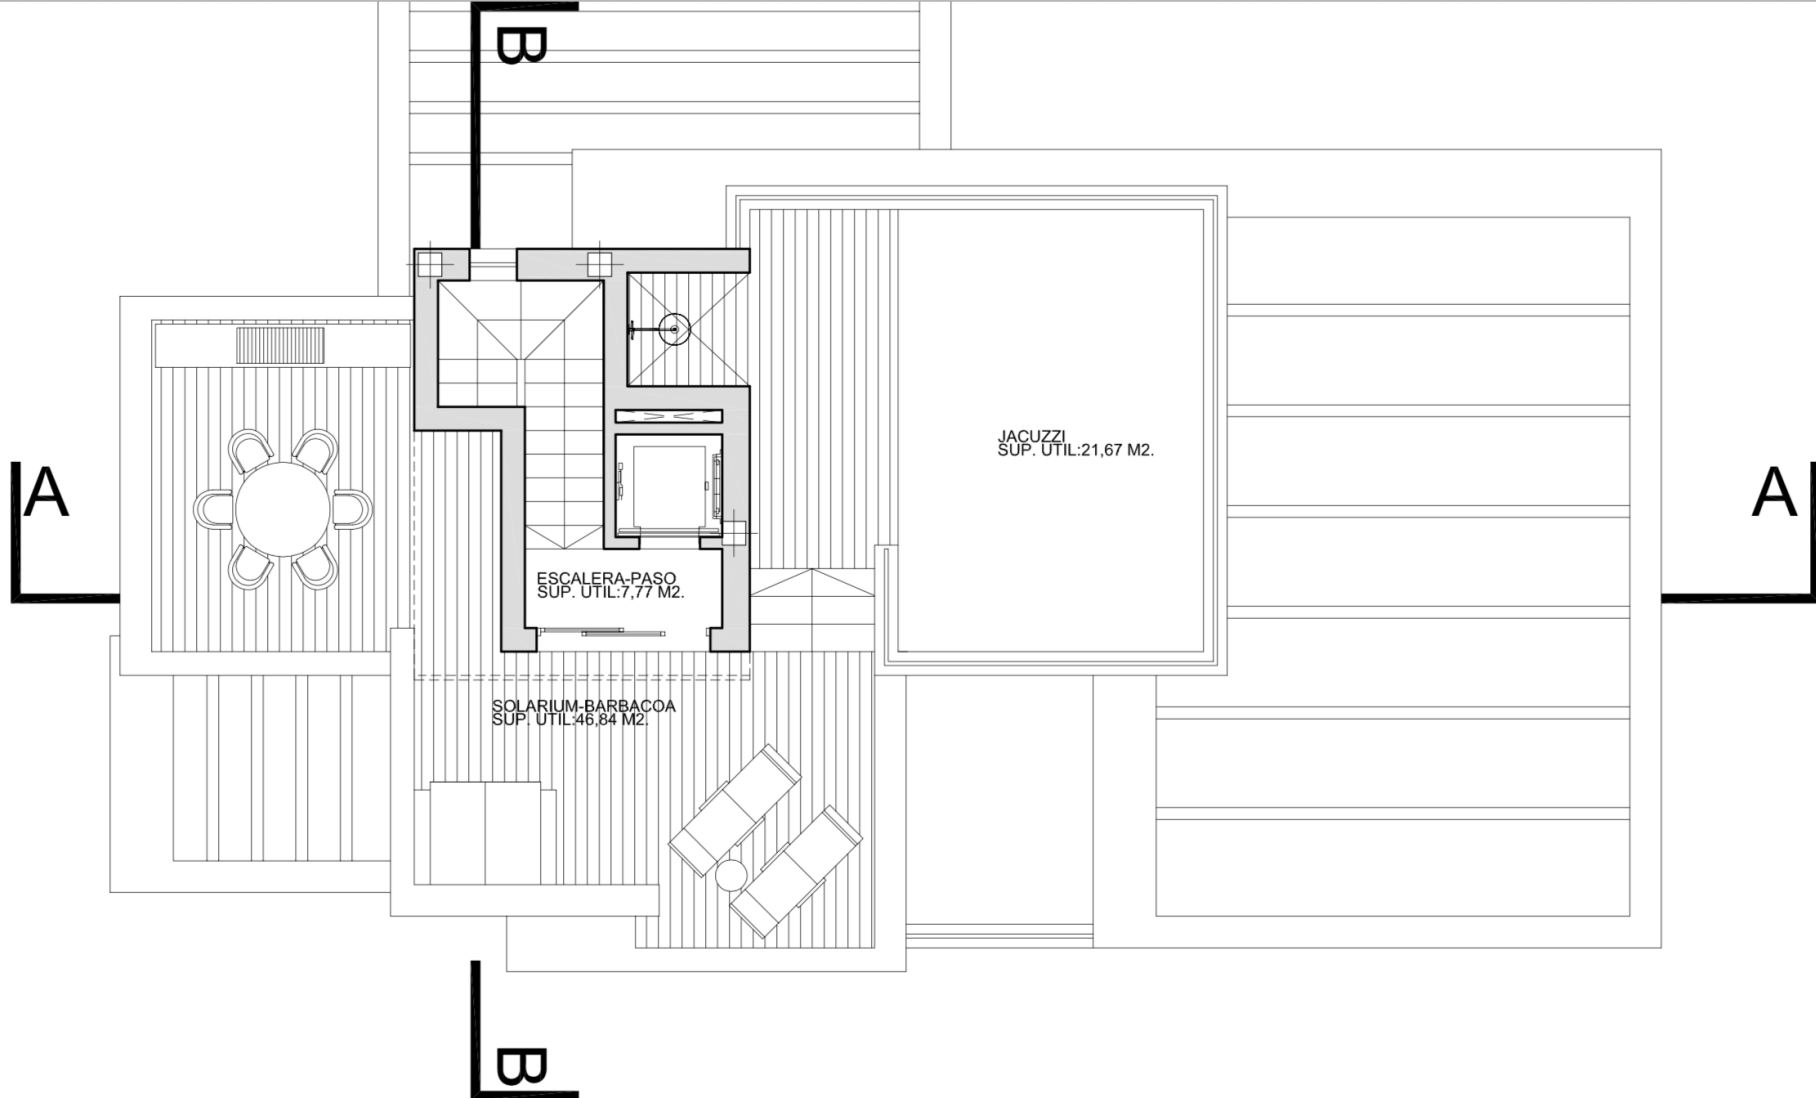 B
JACUZZI
SUP. UTIL:21,67 M2.
A
A
ESCALERA-PASO
SUP. UTIL:7,77 M2.
SOLARIUM-BARBACOA
SUP. UTIL:46,84 M2.
B